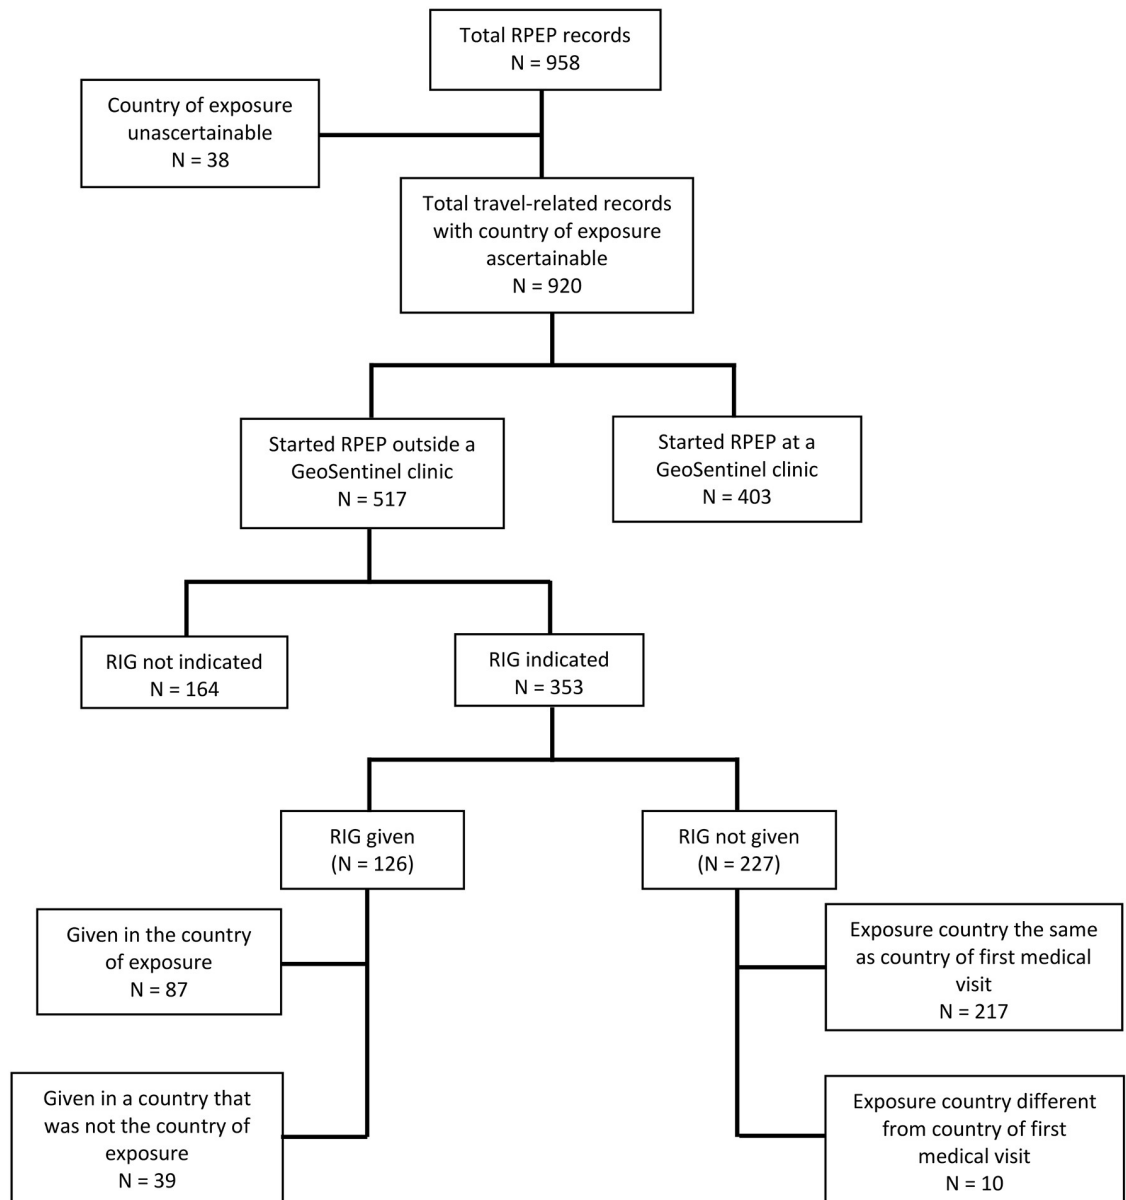 Total RPEP records
N = 958
Country of exposure
unascertainable
N = 38
Total travel-related records
with country of exposure
ascertainable
N = 920
Started RPEP outside a
GeoSentinel clinic
N = 517
Started RPEP at a
GeoSentinel clinic
N = 403
RIG not indicated
N = 164
RIG indicated
N = 353
RIG given
(N = 126)
RIG not given
(N = 227)
Given in the country
of exposure
N = 87
Exposure country the same
as country of first medical
visit
N = 217
Given in a country that
was not the country of
exposure
N = 39
Exposure country different
from country of first
medical visit
N = 10